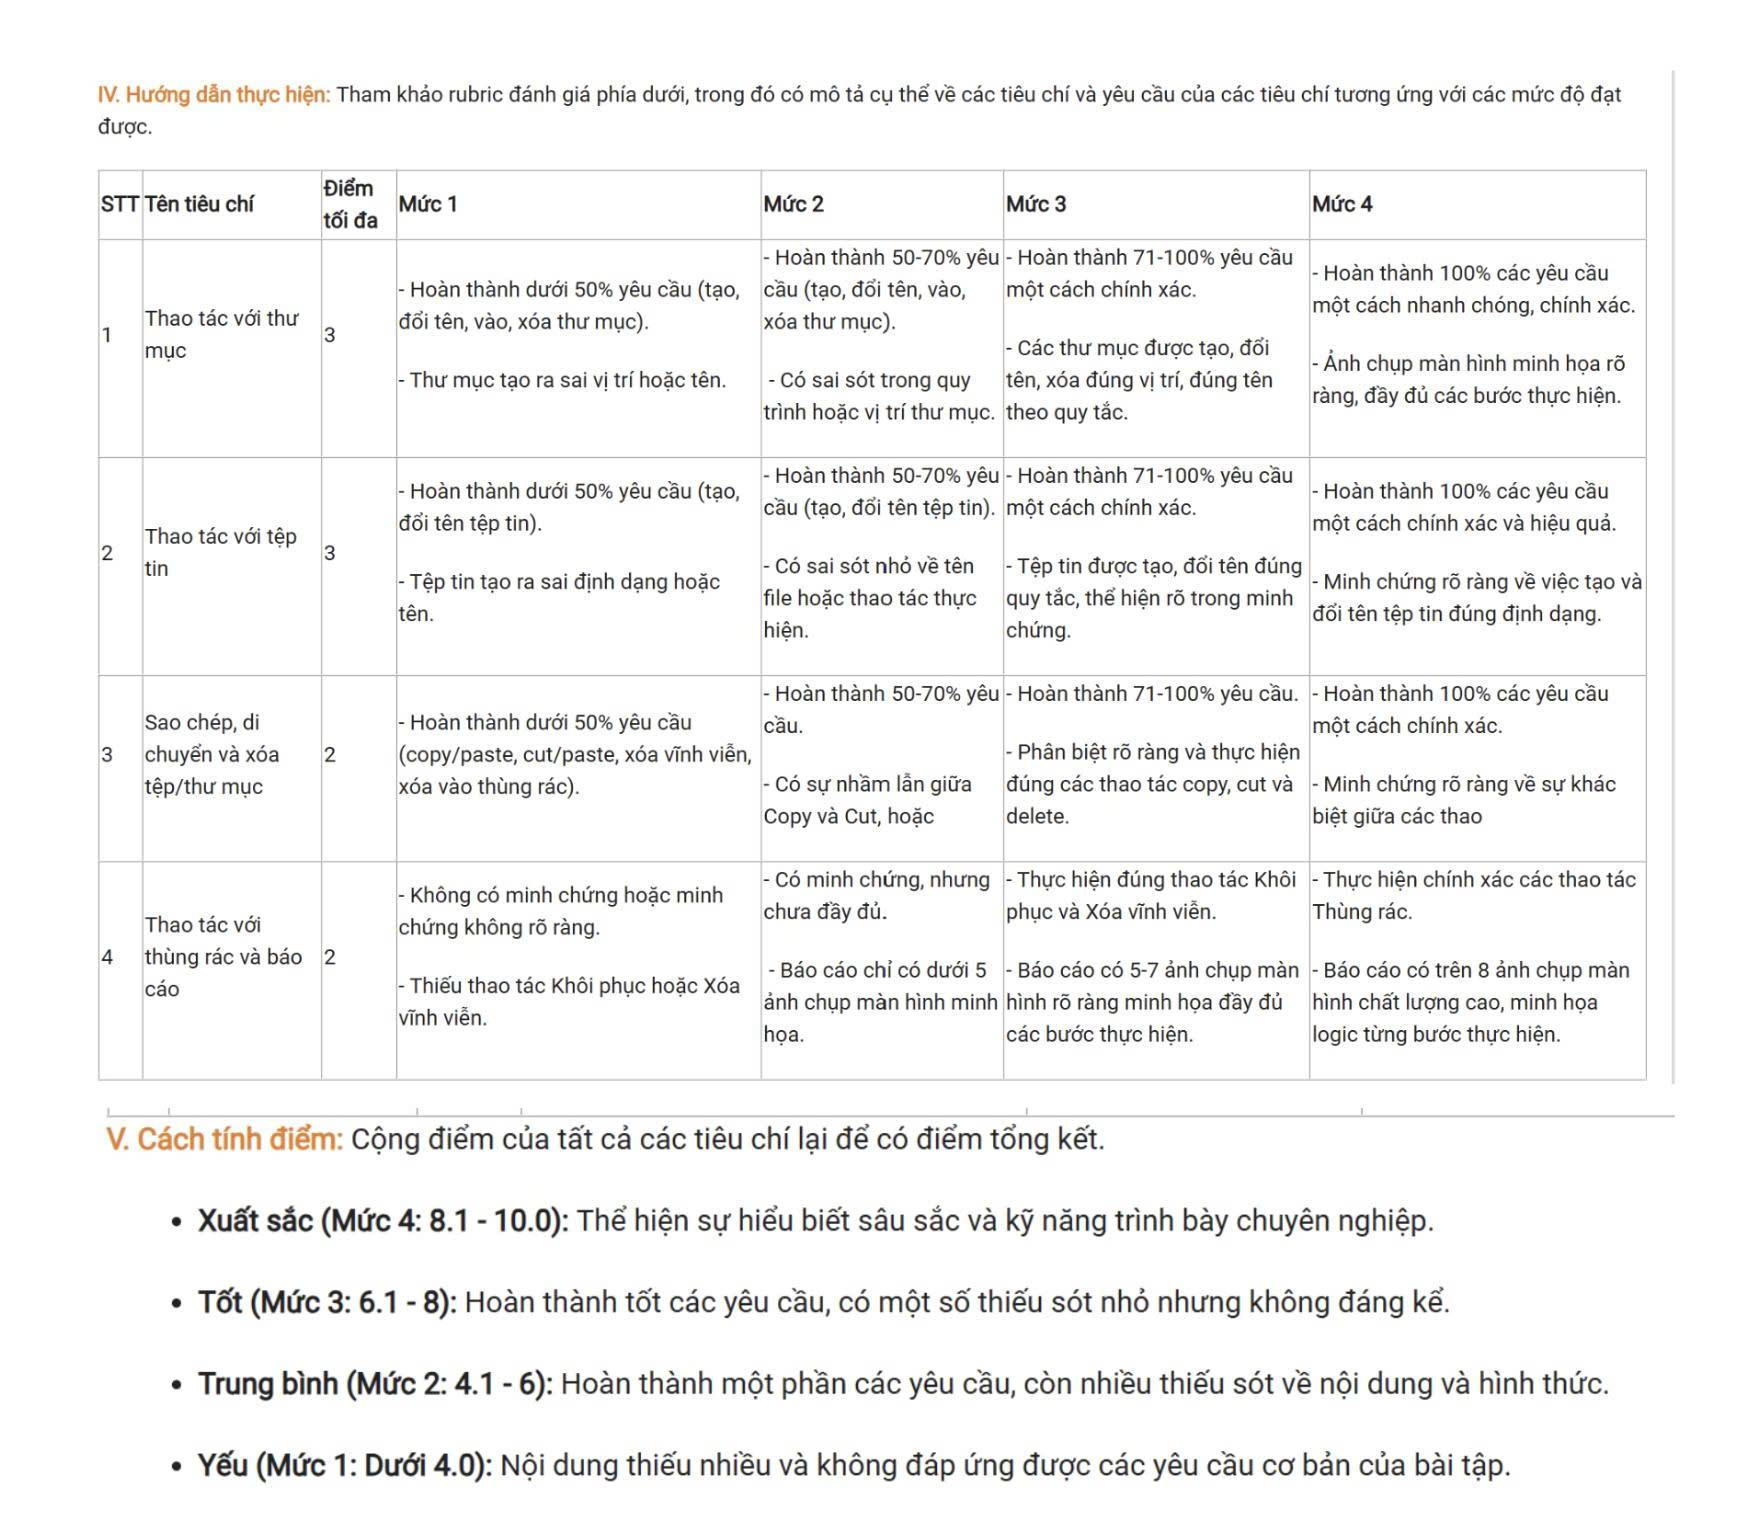 IV. Hướng dẫn thực hiện: Tham khảo rubric đánh giá phía dưới, trong đó có mô tả cụ thể về các tiêu chí và yêu cầu của các tiêu chí tương ứng với các mức độ đạt
được.
STT
Tên tiêu chí
Điểm
tối đa
Mức 1
Mức 2
Mức 3
Mức 4
1
Thao tác với thư
mục
3
- Hoàn thành dưới 50% yêu cầu (tạo,
đổi tên, vào, xóa thư mục).
- Thư mục tạo ra sai vị trí hoặc tên.
- Hoàn thành 50-70% yêu
cầu (tạo, đổi tên, vào,
xóa thư mục).
- Có sai sót trong quy
trình hoặc vị trí thư mục.
- Hoàn thành 71-100% yêu cầu
một cách chính xác.
- Các thư mục được tạo, đổi
tên, xóa đúng vị trí, đúng tên
theo quy tắc.
- Hoàn thành 100% các yêu cầu
một cách nhanh chóng, chính xác.
- Ảnh chụp màn hình minh họa rõ
ràng, đầy đủ các bước thực hiện.
2
Thao tác với tệp
tin
3
- Hoàn thành dưới 50% yêu cầu (tạo,
đổi tên tệp tin).
- Tệp tin tạo ra sai định dạng hoặc
tên.
- Hoàn thành 50-70% yêu
cầu (tạo, đổi tên tệp tin).
- Có sai sót nhỏ về tên
file hoặc thao tác thực
hiện.
- Hoàn thành 71-100% yêu cầu
một cách chính xác.
- Tệp tin được tạo, đổi tên đúng
quy tắc, thể hiện rõ trong minh
chứng.
- Hoàn thành 100% các yêu cầu
một cách chính xác và hiệu quả.
- Minh chứng rõ ràng về việc tạo và
đổi tên tệp tin đúng định dạng.
3
Sao chép, di
chuyển và xóa
tệp/thư mục
2
- Hoàn thành dưới 50% yêu cầu
(copy/paste, cut/paste, xóa vĩnh viễn,
xóa vào thùng rác).
- Hoàn thành 50-70% yêu
cầu.
- Có sự nhầm lẫn giữa
Copy và Cut, hoặc
- Hoàn thành 71-100% yêu cầu.
- Phân biệt rõ ràng và thực hiện
đúng các thao tác copy, cut và
delete.
- Hoàn thành 100% các yêu cầu
một cách chính xác.
- Minh chứng rõ ràng về sự khác
biệt giữa các thao
4
Thao tác với
thùng rác và báo
cáo
2
- Không có minh chứng hoặc minh
chứng không rõ ràng.
- Thiếu thao tác Khôi phục hoặc Xóa
vĩnh viễn.
- Có minh chứng, nhưng
chưa đầy đủ.
- Báo cáo chỉ có dưới 5
ảnh chụp màn hình minh
họa.
- Thực hiện đúng thao tác Khôi
phục và Xóa vĩnh viễn.
- Báo cáo có 5-7 ảnh chụp màn
hình rõ ràng minh họa đầy đủ
các bước thực hiện.
- Thực hiện chính xác các thao tác
Thùng rác.
- Báo cáo có trên 8 ảnh chụp màn
hình chất lượng cao, minh họa
logic từng bước thực hiện.
V. Cách tính điểm: Cộng điểm của tất cả các tiêu chí lại để có điểm tổng kết.
• Xuất sắc (Mức 4: 8.1 - 10.0): Thể hiện sự hiểu biết sâu sắc và kỹ năng trình bày chuyên nghiệp.
• Tốt (Mức 3: 6.1 - 8): Hoàn thành tốt các yêu cầu, có một số thiếu sót nhỏ nhưng không đáng kể.
• Trung bình (Mức 2: 4.1 - 6): Hoàn thành một phần các yêu cầu, còn nhiều thiếu sót về nội dung và hình thức.
• Yếu (Mức 1: Dưới 4.0): Nội dung thiếu nhiều và không đáp ứng được các yêu cầu cơ bản của bài tập.